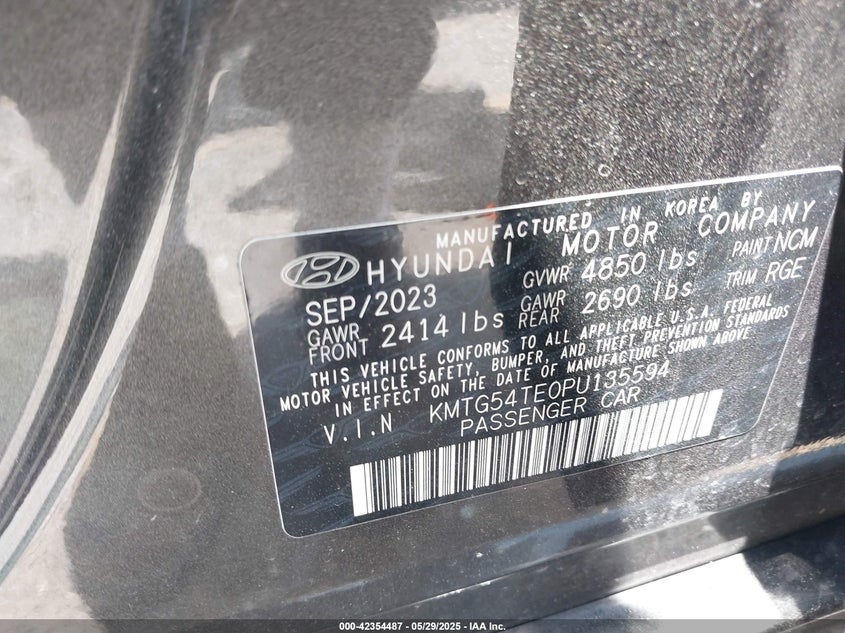 MANUFACTURED IN KOREA BY
HYUNDAI MOTOR COMPANY
SEP/2023 GVWR 4850 lbs PAINT NCM
GAWR FRONT 2414 lbs GAWR REAR 2690 lbs TRIM RGE
THIS VEHICLE CONFORMS TO ALL APPLICABLE U.S.A. FEDERAL
MOTOR VEHICLE SAFETY, BUMPER, AND THEFT PREVENTION STANDARDS
IN EFFECT ON THE DATE OF MANUFACTURE SHOWN ABOVE
V.I.N KMTG54TE0PU135594
PASSENGER CAR
000-42354487 - 05/29/2025 - IAA Inc.